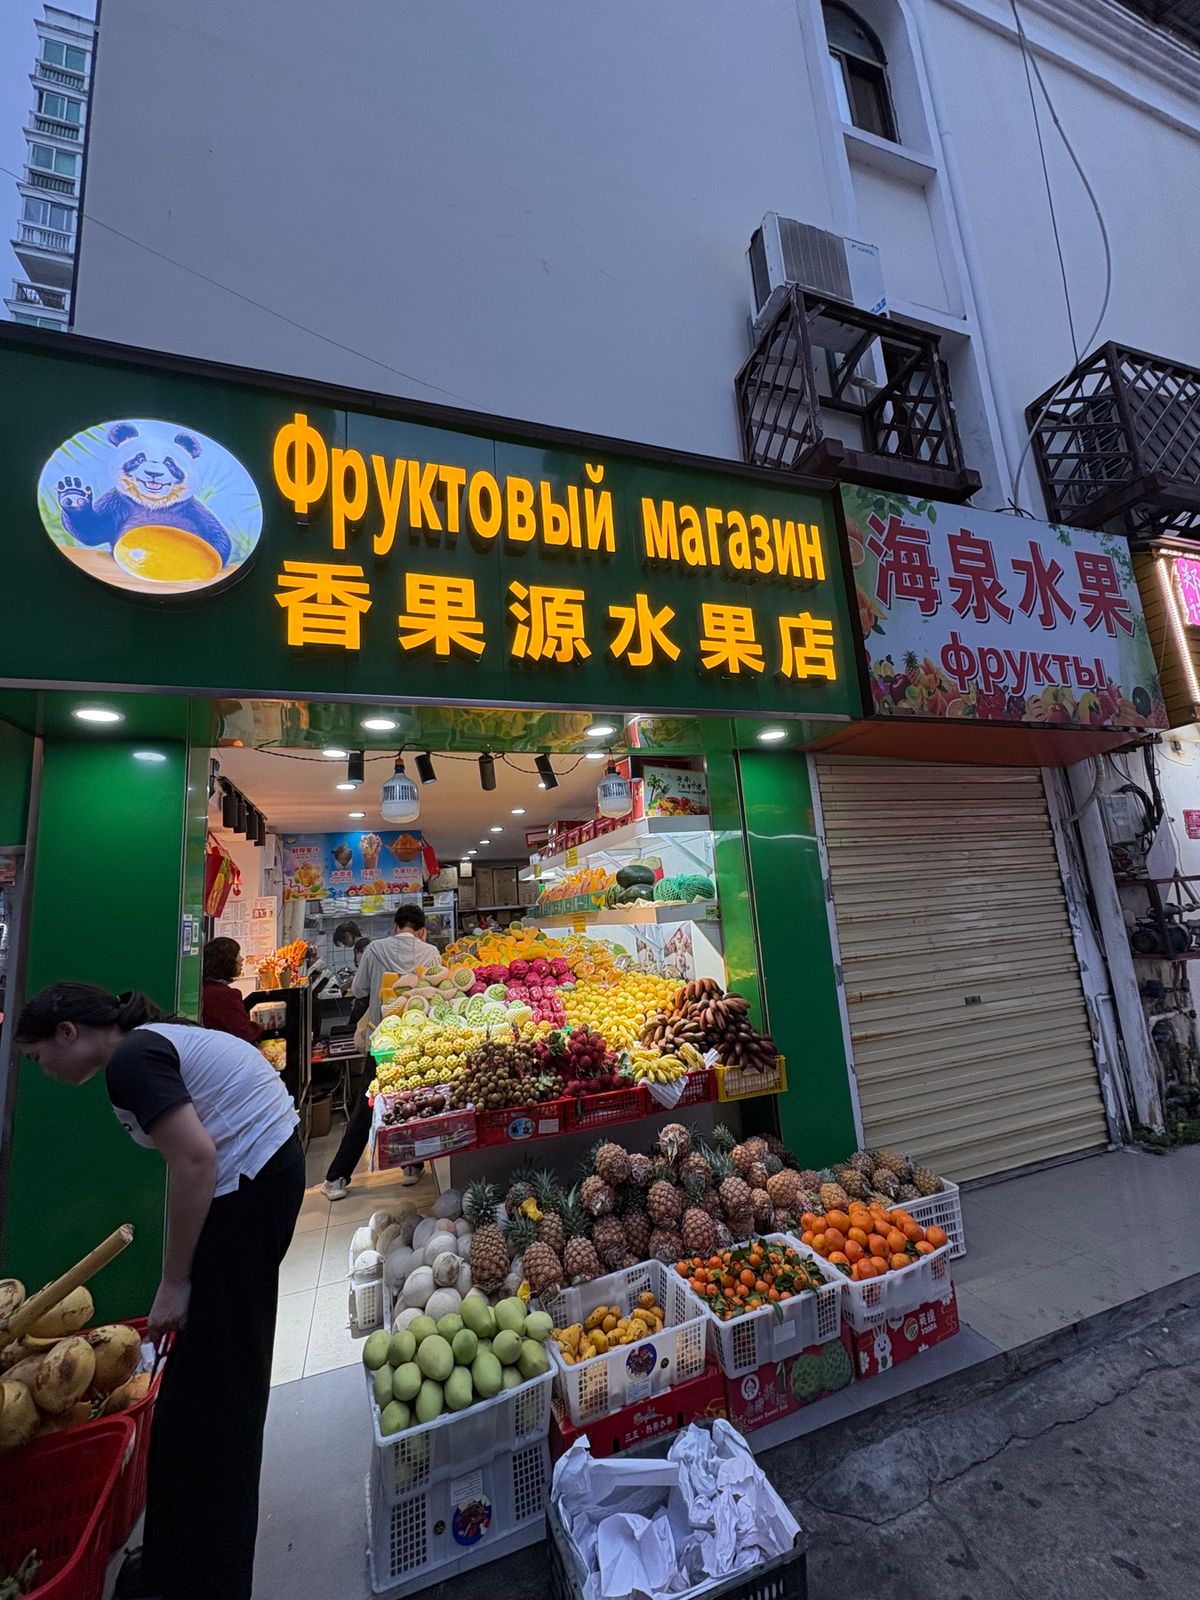 Фруктовый магазин
香果源水果店
海泉水果
фрукты